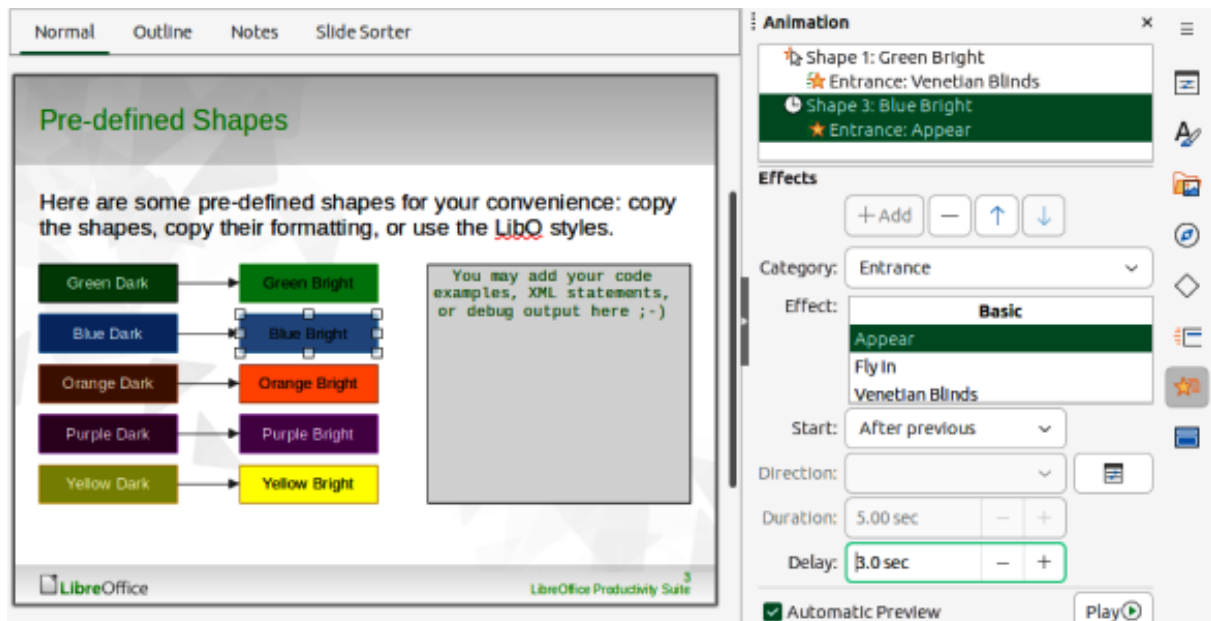 Normal Outline Notes Slide Sorter
Pre-defined Shapes
Here are some pre-defined shapes for your convenience: copy
the shapes, copy their formatting, or use the LibO styles.
Green Dark Green Bright
Blue Dark Blue Bright
Orange Dark Orange Bright
Purple Dark Purple Bright
Yellow Dark Yellow Bright
You may add your code
examples, XML statements,
or debug output here ;-)
LibreOffice
3
LibreOffice Productivity Suite
Animation
Shape 1: Green Bright
Entrance: Venetian Blinds
Shape 3: Blue Bright
Entrance: Appear
Effects
+ Add
Category: Entrance
Effect: Basic
Appear
Fly In
Venetian Blinds
Start: After previous
Direction:
Duration: 5.00 sec
Delay: 3.0 sec
Automatic Preview Play